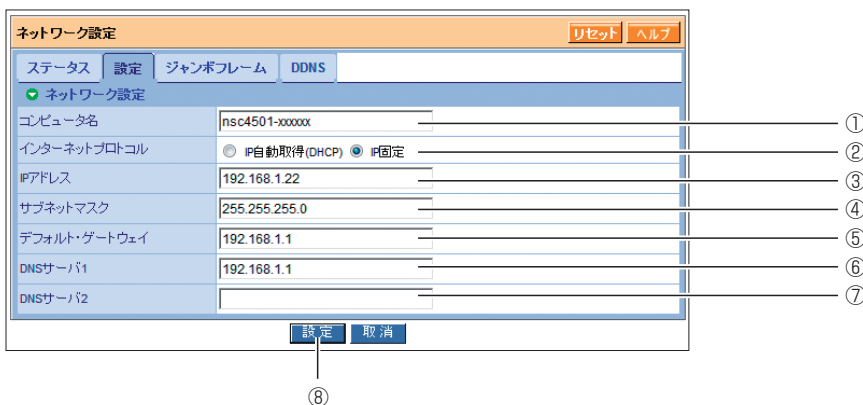 ネットワーク設定 リセット ヘルプ
ステータス 設定 ジャンボフレーム DDNS
ネットワーク設定
コンピュータ名 nsc4501-xxxxxx ①
インターネットプロトコル IP自動取得(DHCP) IP固定 ②
IPアドレス 192.168.1.22 ③
サブネットマスク 255.255.255.0 ④
デフォルト・ゲートウェイ 192.168.1.1 ⑤
DNSサーバ1 192.168.1.1 ⑥
DNSサーバ2 ⑦
設定 取消
⑧